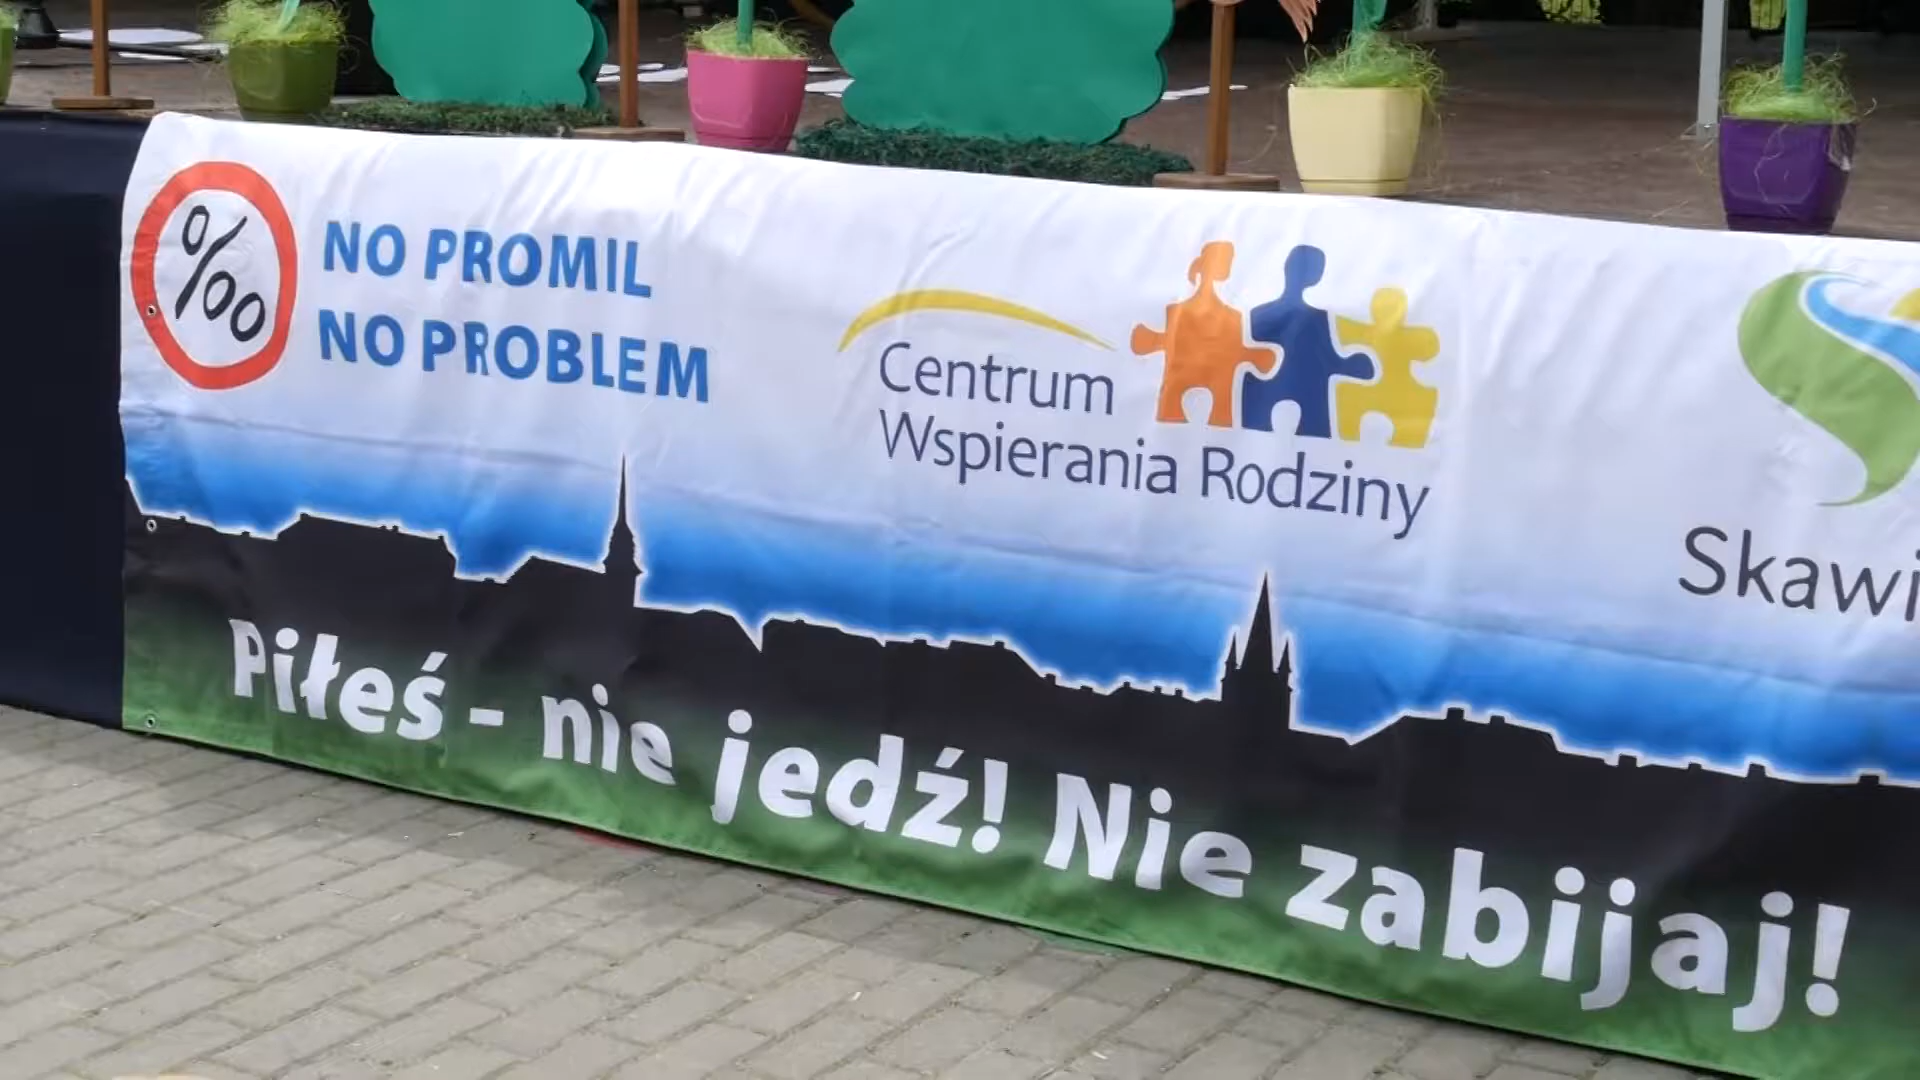 ‰
NO PROMIL
NO PROBLEM
Centrum
Wspierania Rodziny
Skawi
Piłeś - nie jedź! Nie zabijaj!